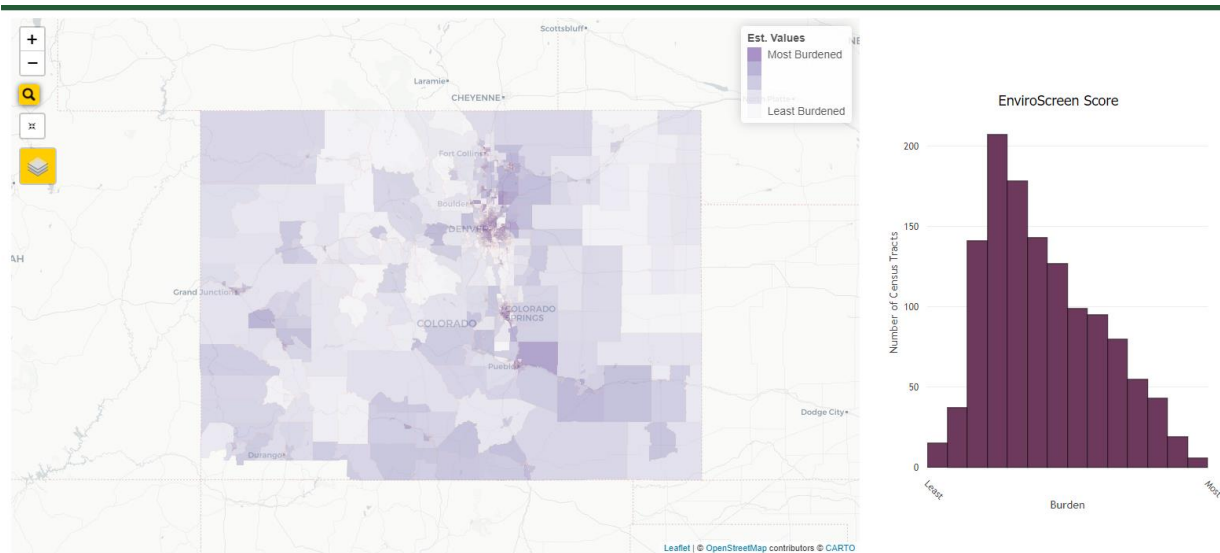 +
−
Scottsbluff
Laramie
CHEYENNE
Fort Collins
Boulder
DENVER
AH
Grand Junction
COLORADO
SPRINGS
COLORADO
Pueblo
Dodge City
Durango
Est. Values
Most Burdened
Least Burdened
Leaflet | © OpenStreetMap contributors © CARTO
EnviroScreen Score
Number of Census Tracts
200
150
100
50
0
Least
Most
Burden